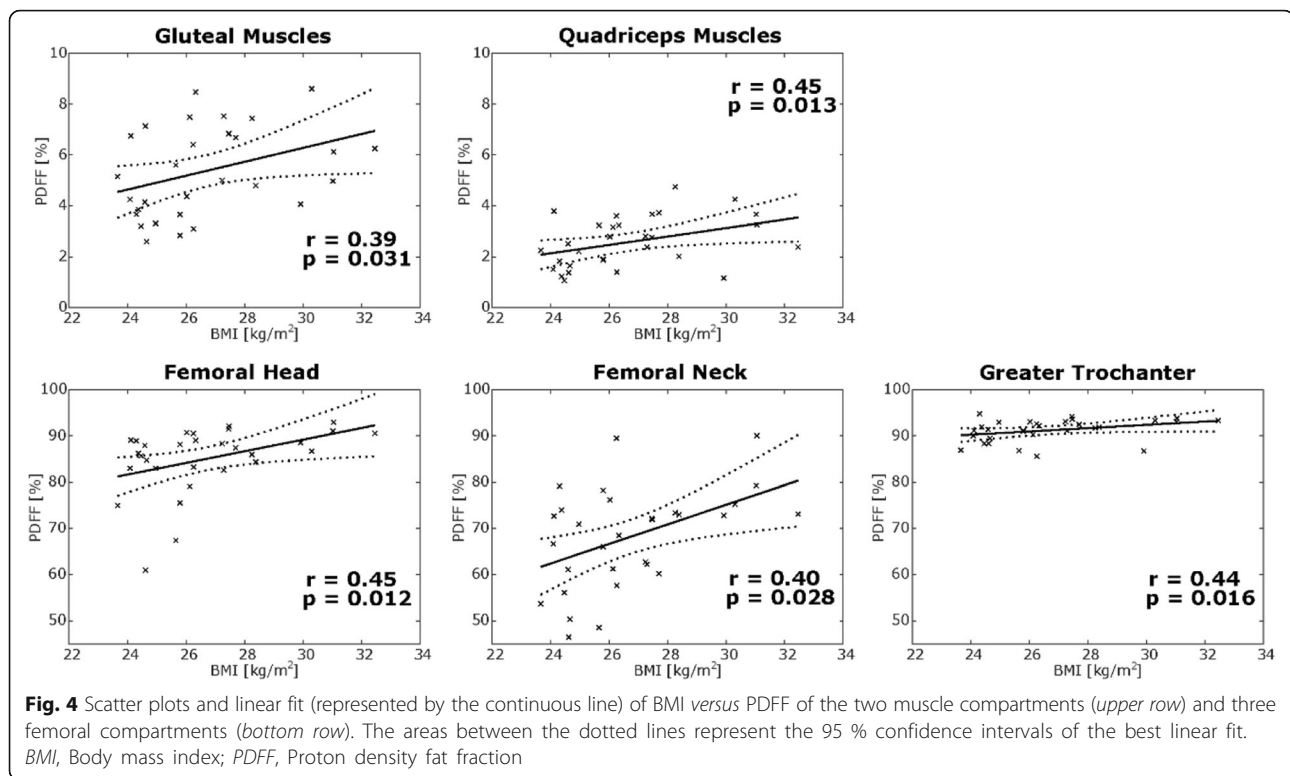 Gluteal Muscles
10
8
6
4
2
0
PDFF [%]
r = 0.39
p = 0.031
22 24 26 28 30 32 34
BMI [kg/m²]
Quadriceps Muscles
10
8
6
4
2
0
PDFF [%]
r = 0.45
p = 0.013
22 24 26 28 30 32 34
BMI [kg/m²]
Femoral Head
100
90
80
70
60
50
PDFF [%]
r = 0.45
p = 0.012
22 24 26 28 30 32 34
BMI [kg/m²]
Femoral Neck
100
90
80
70
60
50
PDFF [%]
r = 0.40
p = 0.028
22 24 26 28 30 32 34
BMI [kg/m²]
Greater Trochanter
100
90
80
70
60
50
PDFF [%]
r = 0.44
p = 0.016
22 24 26 28 30 32 34
BMI [kg/m²]
Fig. 4 Scatter plots and linear fit (represented by the continuous line) of BMI versus PDFF of the two muscle compartments (upper row) and three
femoral compartments (bottom row). The areas between the dotted lines represent the 95 % confidence intervals of the best linear fit.
BMI, Body mass index; PDFF, Proton density fat fraction